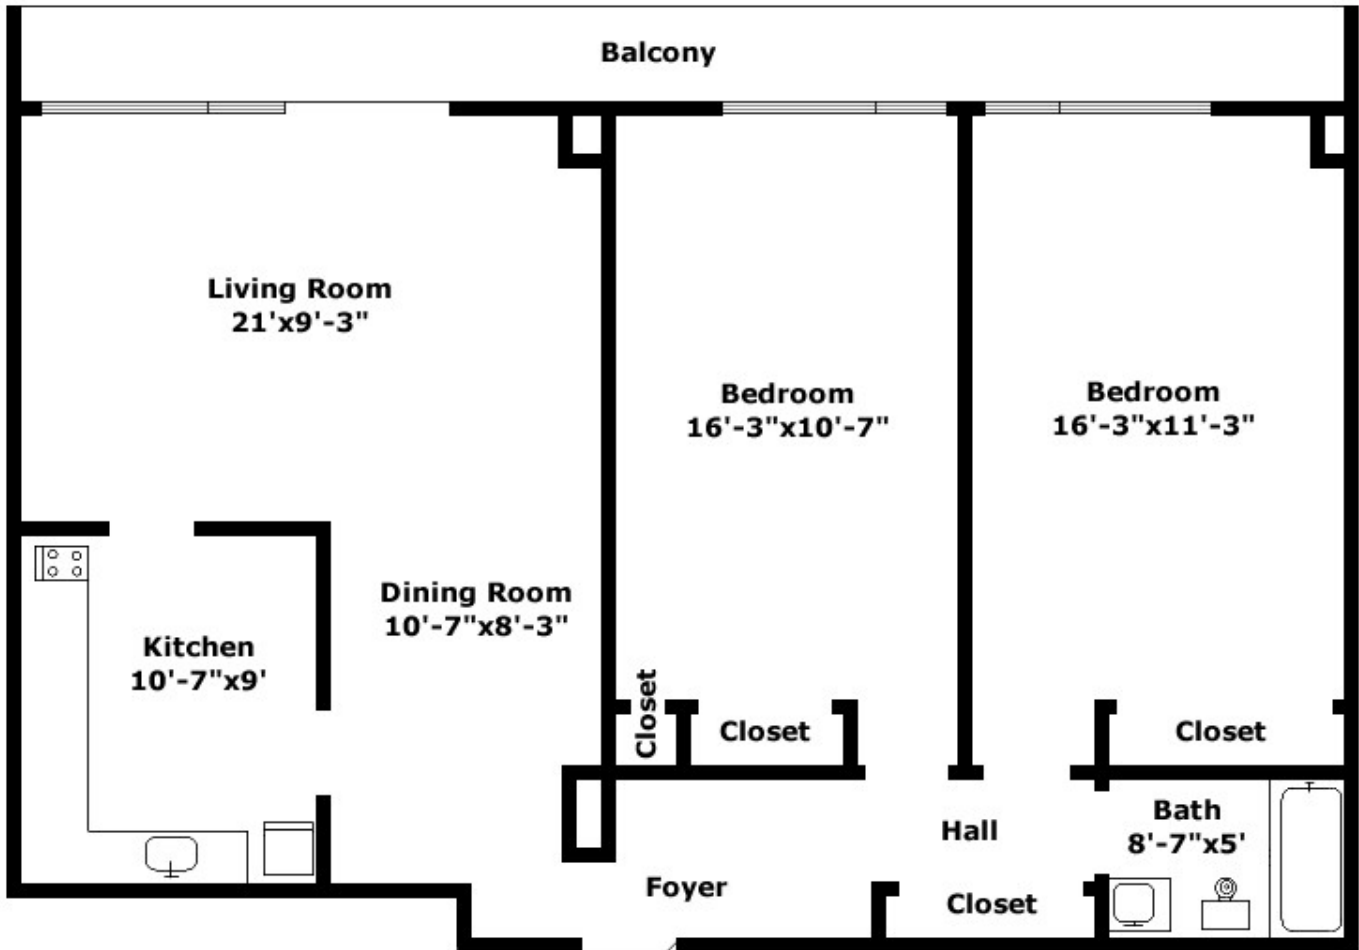 Balcony
Living Room
21'x9'-3"
Bedroom
16'-3"x10'-7"
Bedroom
16'-3"x11'-3"
Dining Room
10'-7"x8'-3"
Kitchen
10'-7"x9'
Closet
Closet
Closet
Bath
8'-7"x5'
Hall
Foyer
Closet